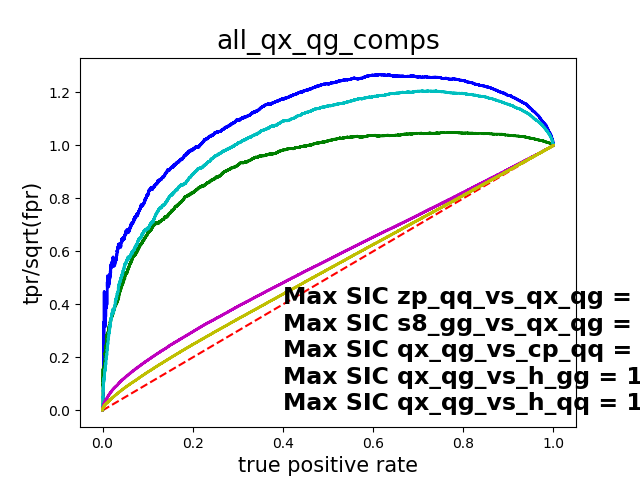 all_qx_qg_comps
tpr/sqrt(fpr)
1.2
1.0
0.8
0.6
0.4
0.2
0.0
Max SIC zp_qq_vs_qx_qg =
Max SIC s8_gg_vs_qx_qg =
Max SIC qx_qg_vs_cp_qq =
Max SIC qx_qg_vs_h_gg = 1
Max SIC qx_qg_vs_h_qq = 1
0.0 0.2 0.4 0.6 0.8 1.0
true positive rate